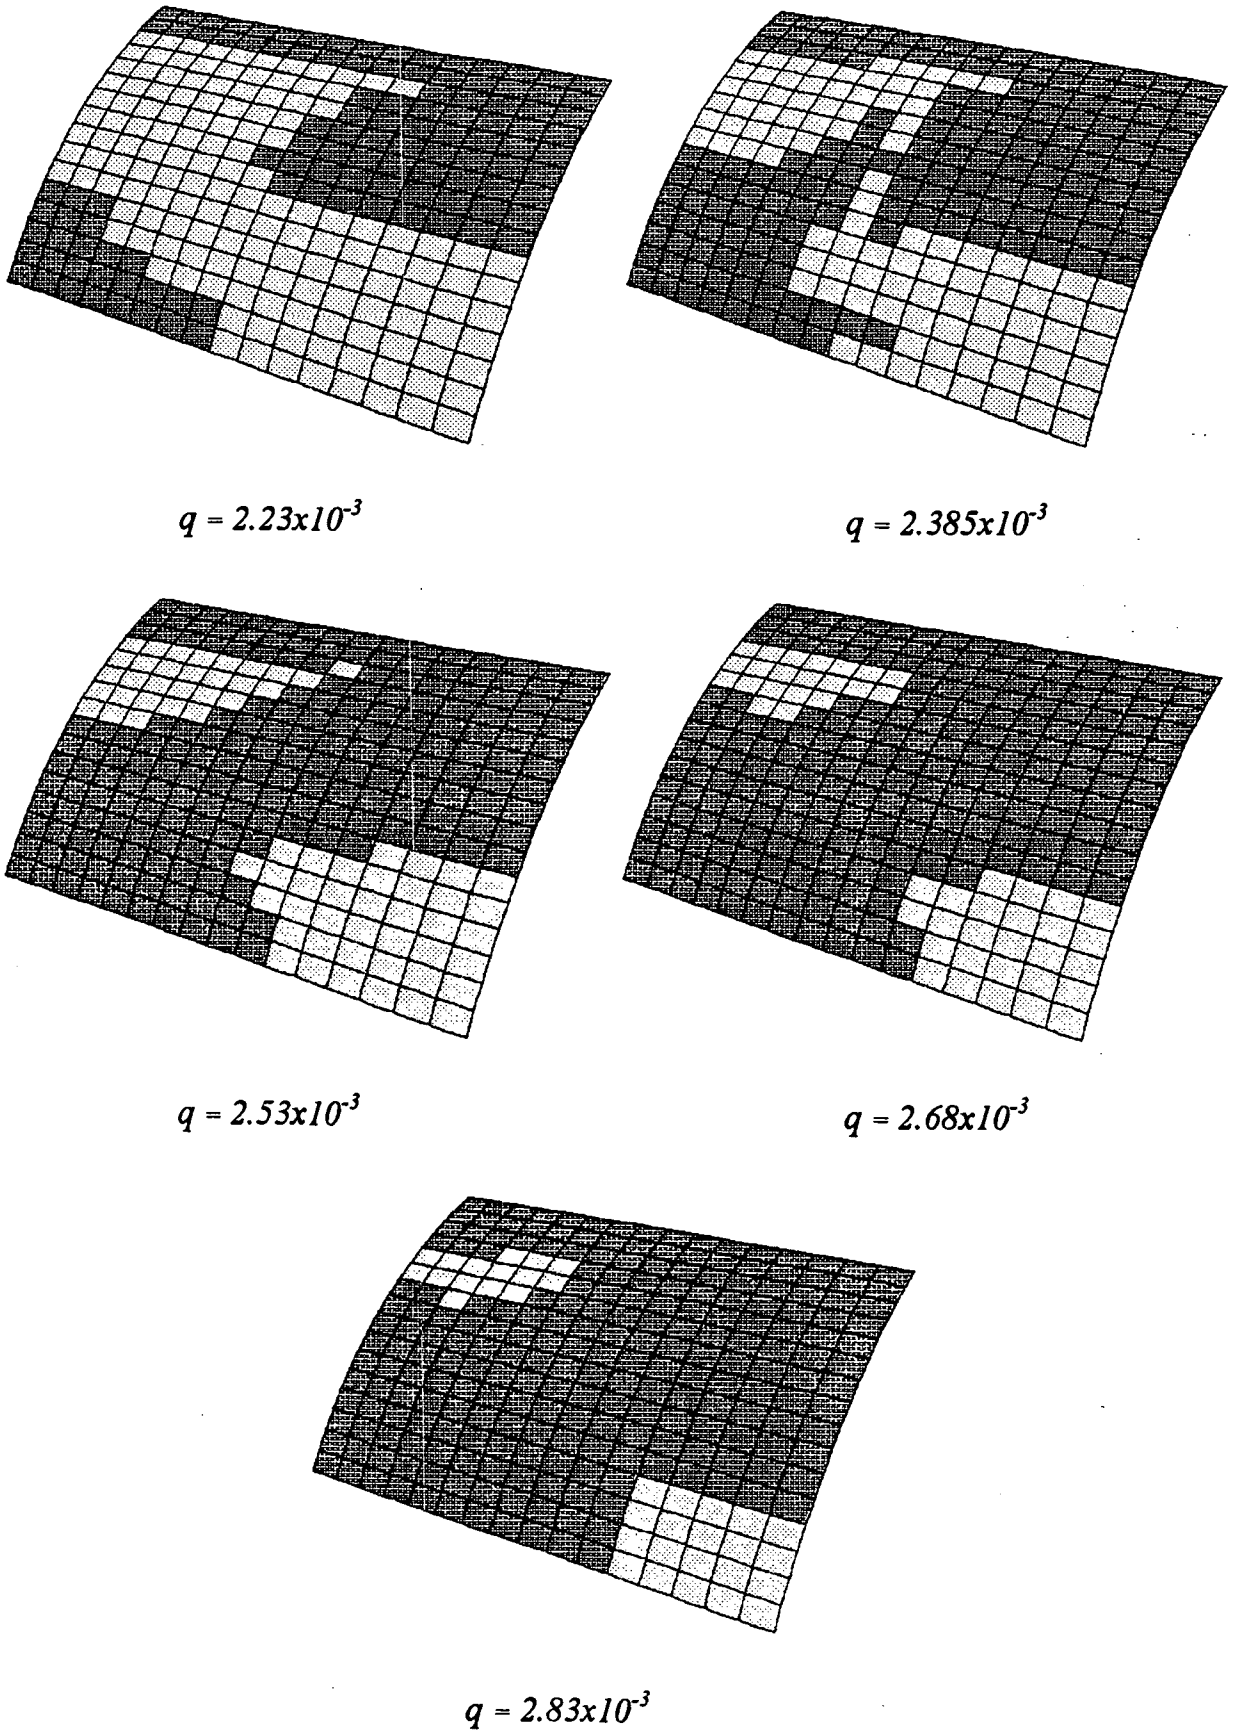 q = 2.23x10⁻³
q = 2.385x10⁻³
q = 2.53x10⁻³
q = 2.68x10⁻³
q = 2.83x10⁻³